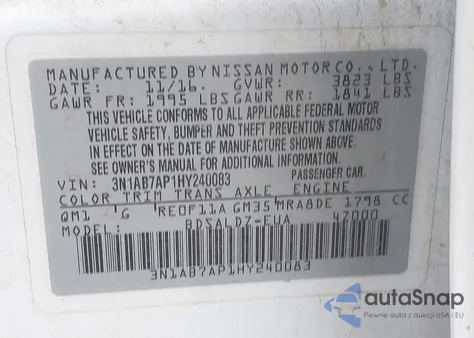 MANUFACTURED BY NISSAN MOTOR CO., LTD.
DATE: 11/16. GVWR: 3823 LBS
GAWR FR: 1995 LBS GAWR RR: 1841 LBS
THIS VEHICLE CONFORMS TO ALL APPLICABLE FEDERAL MOTOR
VEHICLE SAFETY, BUMPER AND THEFT PREVENTION STANDARDS
IN EFFECT ON THE DATE OF MANUFACTURE SHOWN ABOVE.
SEE OWNER'S MANUAL FOR ADDITIONAL INFORMATION.
VIN: 3N1AB7AP1HY240083 PASSENGER CAR.
COLOR TRIM TRANS AXLE ENGINE
QM1 G RE0F11A GM35 MRA8DE 1798 CC
MODEL: BDSALDZ-EUA 4Z000
3N1AB7AP1HY240083
autoSnap
Pewne auto z aukcji USA i EU